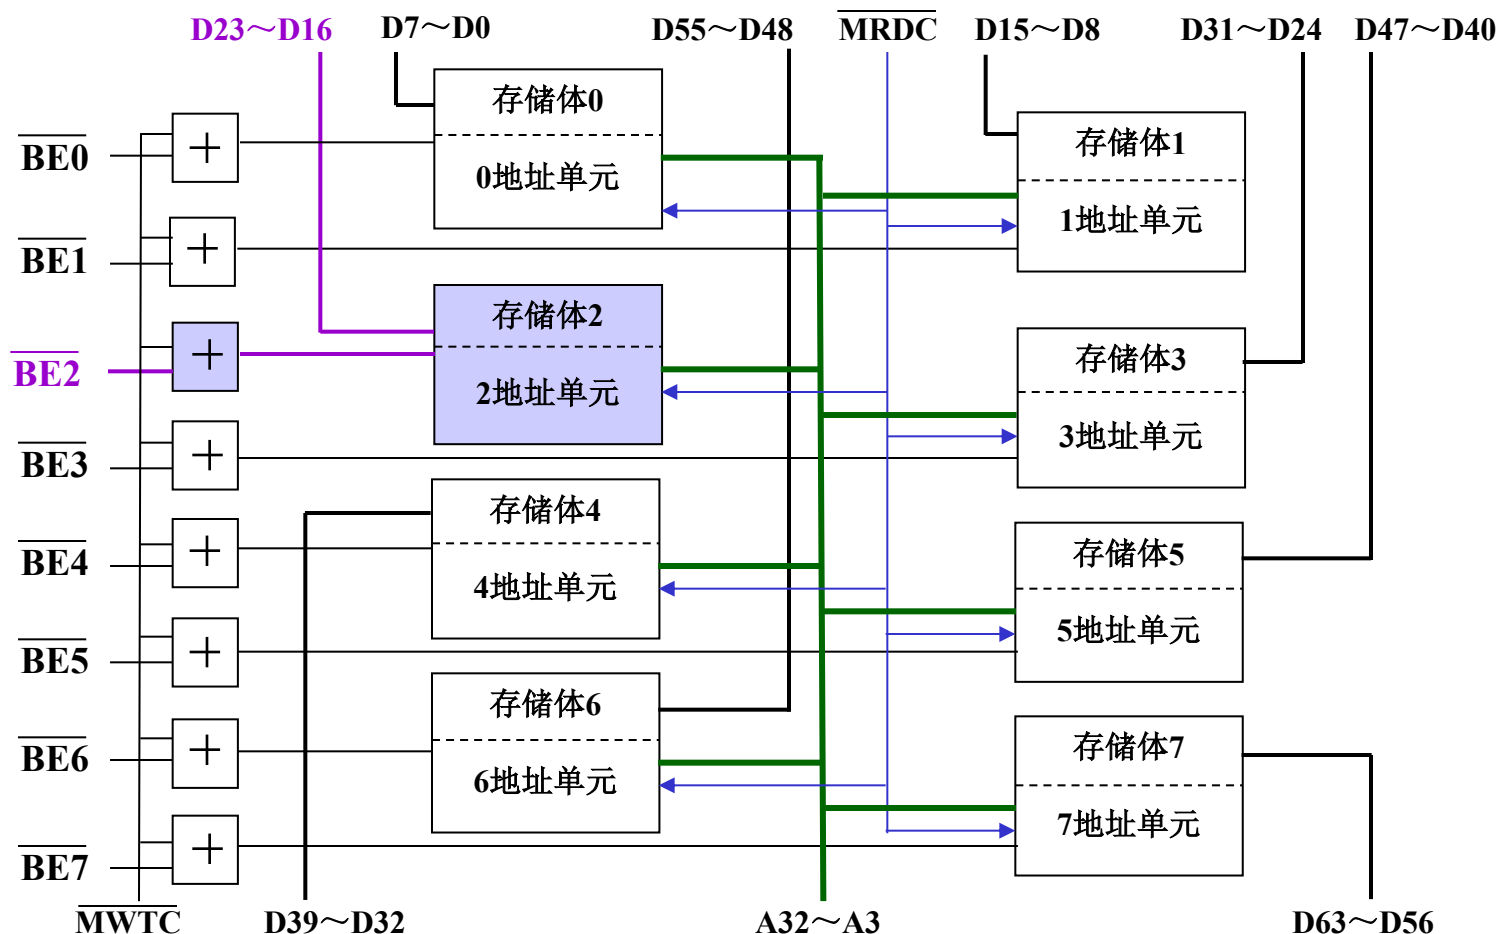 D23～D16
D7～D0
D55～D48
MRDC
D15～D8
D31～D24
D47～D40
存储体0
0地址单元
存储体1
1地址单元
BE0
+
BE1
+
存储体2
2地址单元
BE2
+
存储体3
3地址单元
BE3
+
存储体4
4地址单元
BE4
+
存储体5
5地址单元
BE5
+
存储体6
6地址单元
BE6
+
存储体7
7地址单元
BE7
+
MWTC
D39～D32
A32～A3
D63～D56